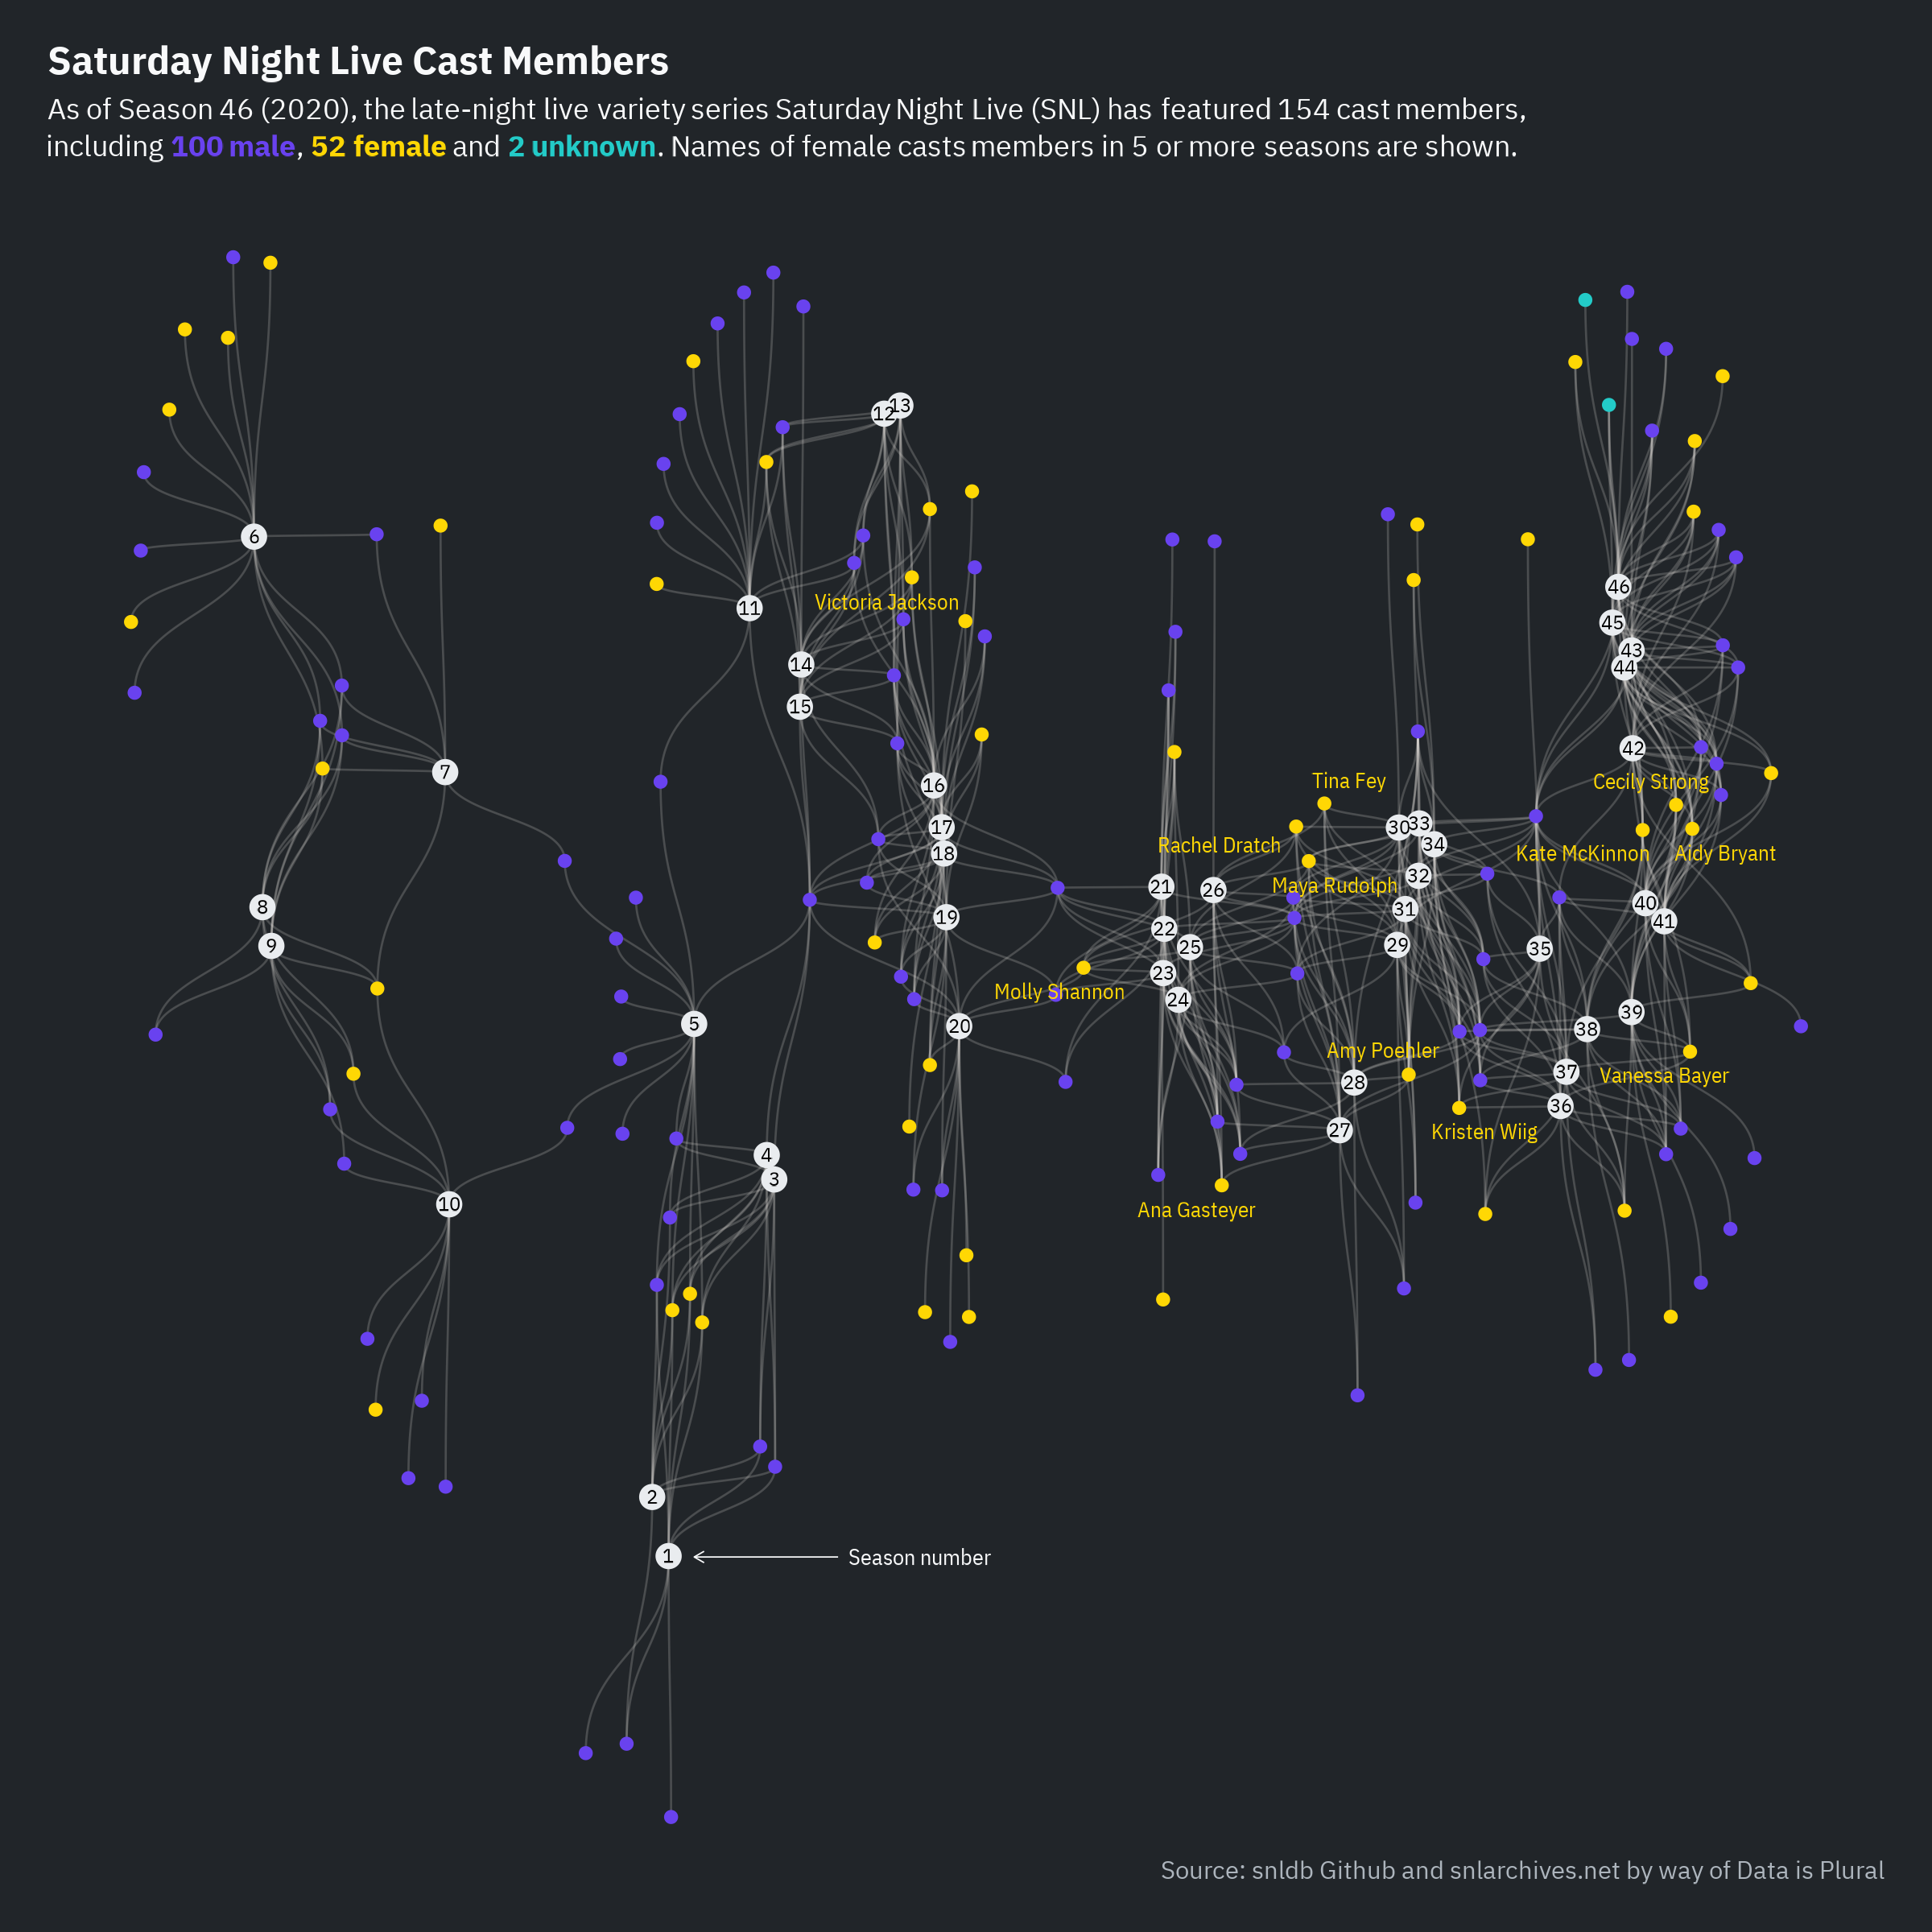 Saturday Night Live Cast Members
As of Season 46 (2020), the late-night live variety series Saturday Night Live (SNL) has featured 154 cast members,
including 100 male, 52 female and 2 unknown. Names of female casts members in 5 or more seasons are shown.
13
12
6
46
11
Victoria Jackson
45
43
14
44
15
42
7
Tina Fey
Cecily Strong
16
17
30
33
Rachel Dratch
34
18
Kate McKinnon
Aidy Bryant
32
21
26
Maya Rudolph
8
40
31
19
41
22
9
25
29
35
23
Molly Shannon
24
39
5
20
38
Amy Poehler
37
Vanessa Bayer
28
36
27
Kristen Wiig
4
3
10
Ana Gasteyer
2
1
Season number
Source: snldb Github and snlarchives.net by way of Data is Plural